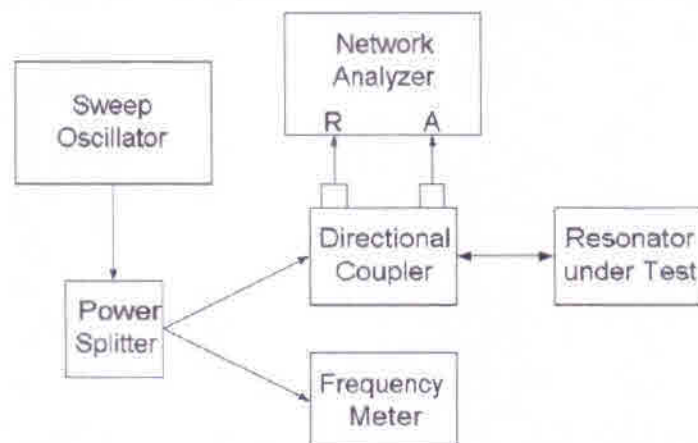 Network
Analyzer
R A
Sweep
Oscillator
Directional
Coupler
Resonator
under Test
Power
Splitter
Frequency
Meter